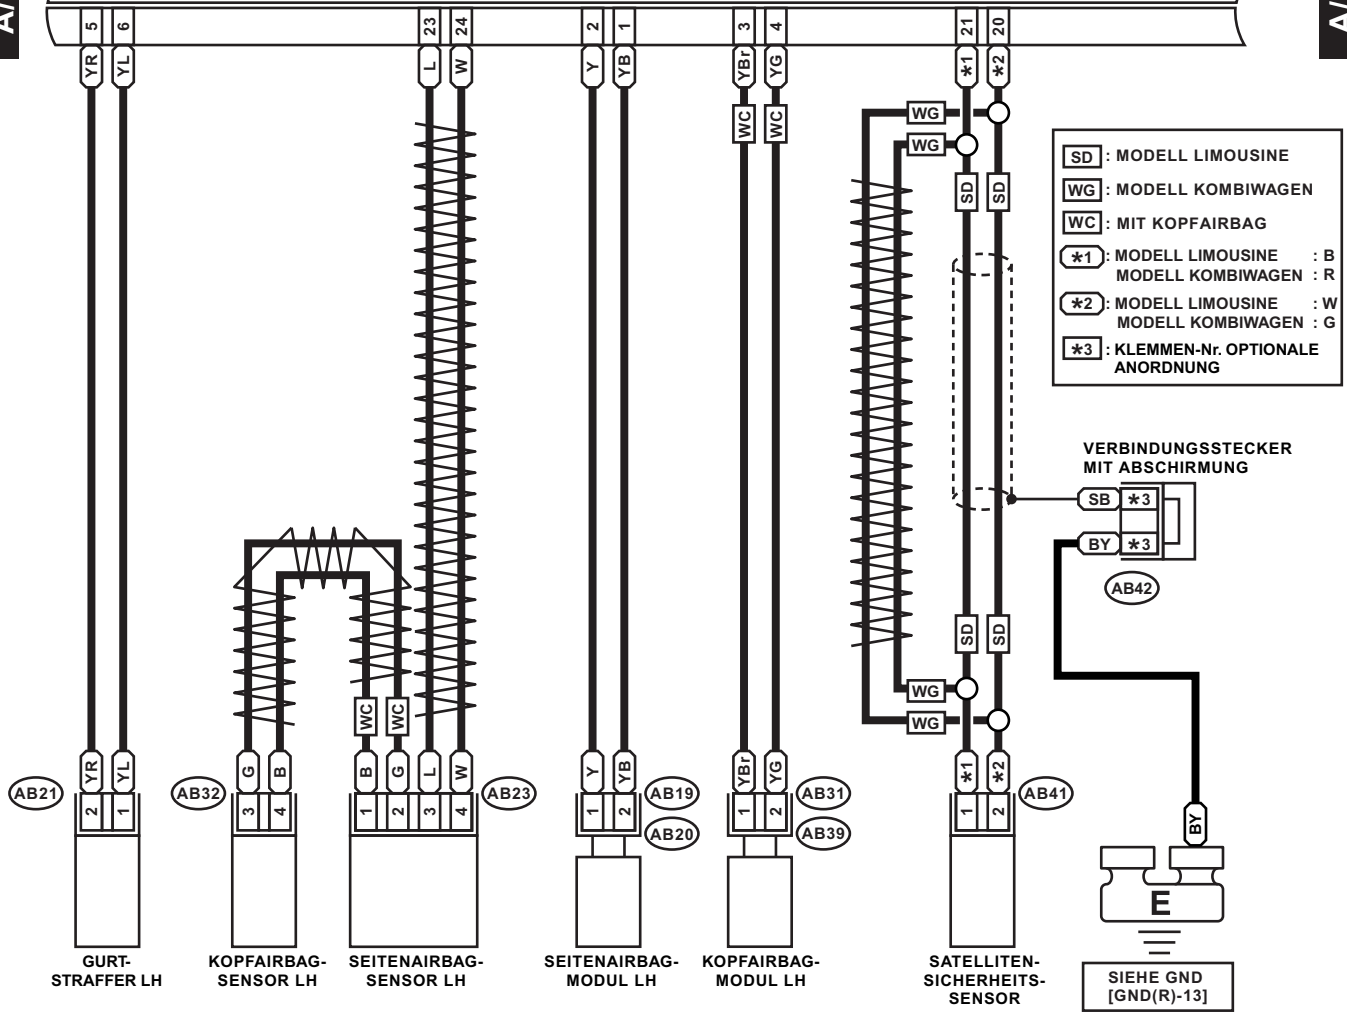 A/
A/
5 6 23 24 2 1 3 4 21 20
YR YL L W Y YB YBr YG *1 *2
WC WC
WG
WG
SD SD
SD : MODELL LIMOUSINE
WG : MODELL KOMBIWAGEN
WC : MIT KOPFAIRBAG
*1 : MODELL LIMOUSINE : B
MODELL KOMBIWAGEN : R
*2 : MODELL LIMOUSINE : W
MODELL KOMBIWAGEN : G
*3 : KLEMMEN-Nr. OPTIONALE
ANORDNUNG
VERBINDUNGSSTECKER
MIT ABSCHIRMUNG
SB *3
BY *3
AB42
SD SD
WG
WG
WC WC
YR YL G B B G L W Y YB YBr YG *1 *2
AB21 AB32 AB23 AB19 AB31 AB41
2 1 3 4 1 2 3 4 1 2 1 2 1 2
AB20 AB39
BY
E
GURT-
STRAFFER LH
KOPFAIRBAG-
SENSOR LH
SEITENAIRBAG-
SENSOR LH
SEITENAIRBAG-
MODUL LH
KOPFAIRBAG-
MODUL LH
SATELLITEN-
SICHERHEITS-
SENSOR
SIEHE GND
[GND(R)-13]